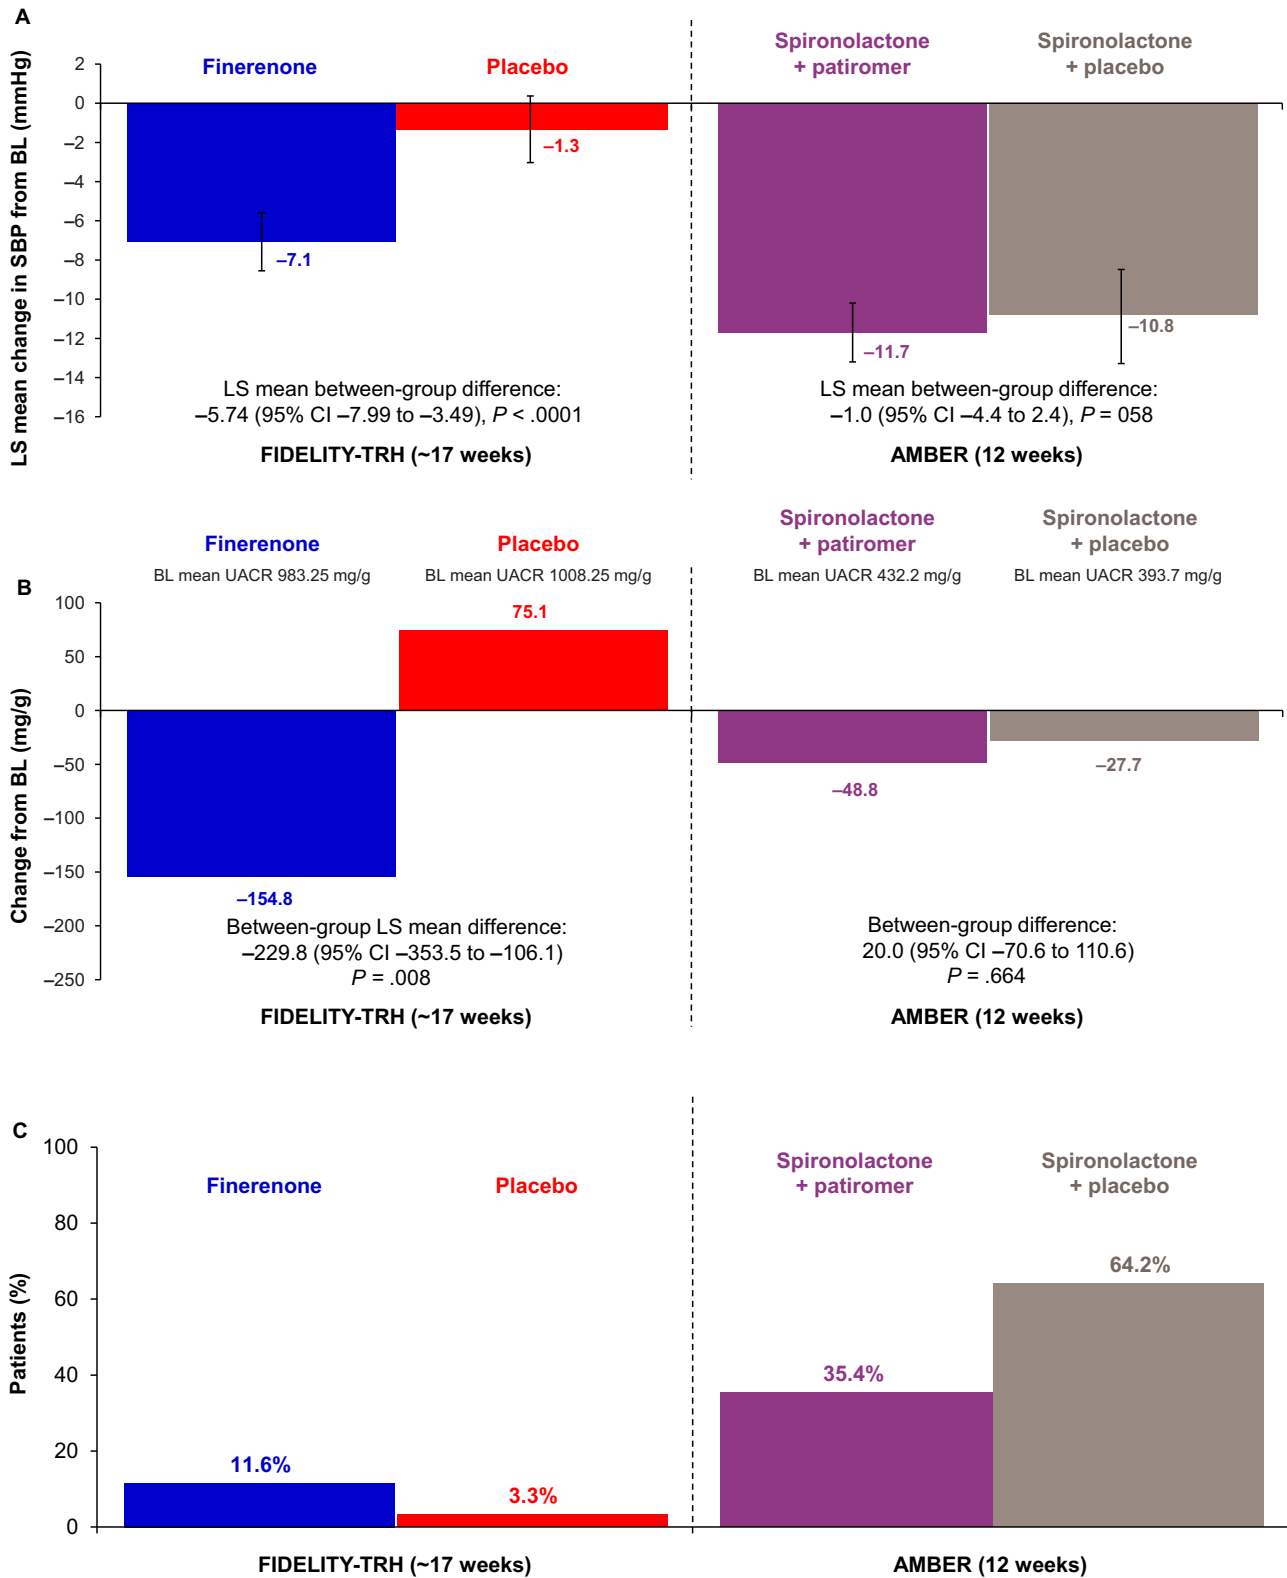 A
LS mean change in SBP from BL (mmHg)
Finerenone
Placebo
Spironolactone
+ patiromer
Spironolactone
+ placebo
2
0
–2
–4
–6
–8
–10
–12
–14
–16
–7.1
–1.3
–11.7
–10.8
LS mean between-group difference:
–5.74 (95% CI –7.99 to –3.49), P < .0001
FIDELITY-TRH (~17 weeks)
LS mean between-group difference:
–1.0 (95% CI –4.4 to 2.4), P = 058
AMBER (12 weeks)
B
Change from BL (mg/g)
Finerenone
BL mean UACR 983.25 mg/g
Placebo
BL mean UACR 1008.25 mg/g
Spironolactone
+ patiromer
BL mean UACR 432.2 mg/g
Spironolactone
+ placebo
BL mean UACR 393.7 mg/g
100
50
0
–50
–100
–150
–200
–250
–154.8
75.1
–48.8
–27.7
Between-group LS mean difference:
–229.8 (95% CI –353.5 to –106.1)
P = .008
FIDELITY-TRH (~17 weeks)
Between-group difference:
20.0 (95% CI –70.6 to 110.6)
P = .664
AMBER (12 weeks)
C
Patients (%)
100
80
60
40
20
0
Finerenone
Placebo
Spironolactone
+ patiromer
Spironolactone
+ placebo
11.6%
3.3%
35.4%
64.2%
FIDELITY-TRH (~17 weeks)
AMBER (12 weeks)